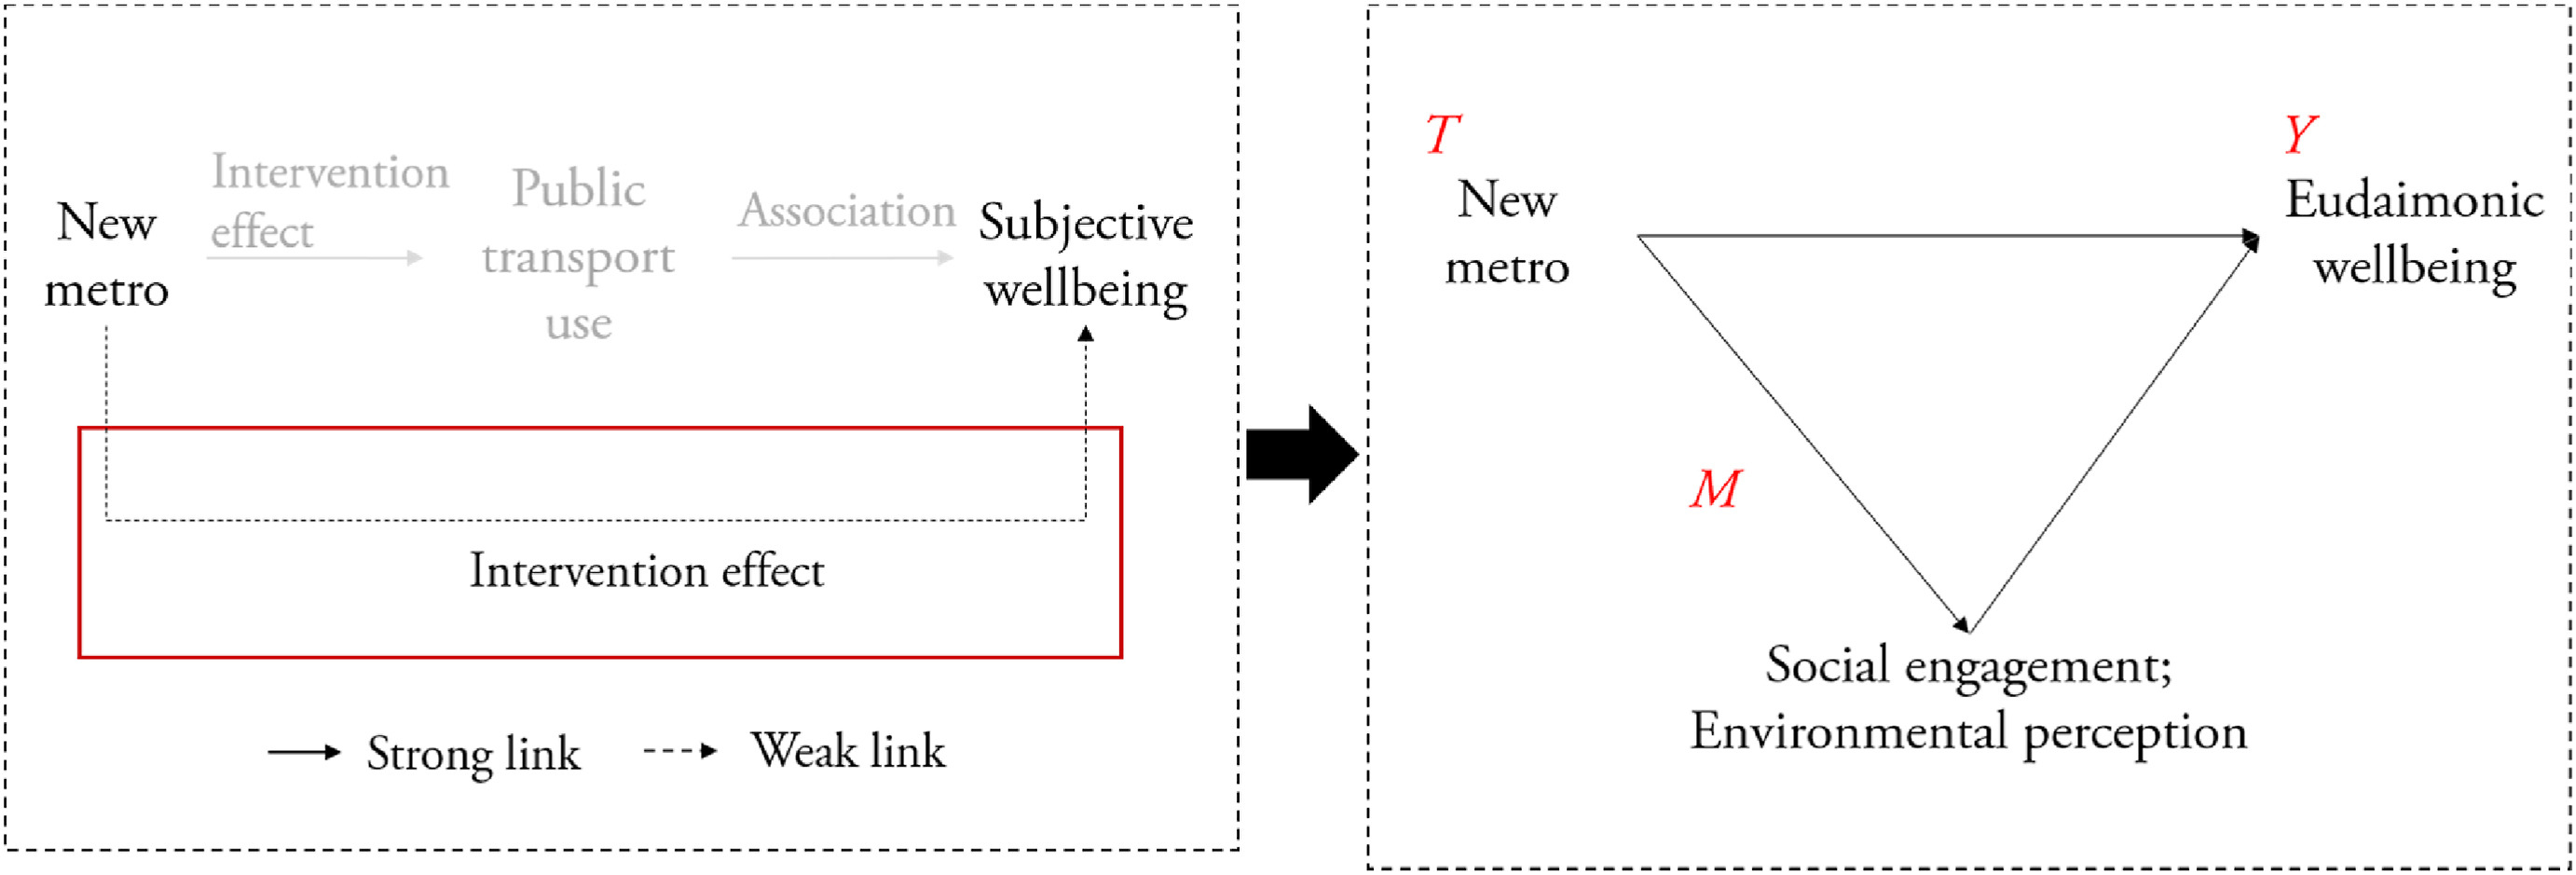 New
metro
Intervention
effect
Public
transport
use
Association
Subjective
wellbeing
Intervention effect
Strong link
Weak link
T
New
metro
Y
Eudaimonic
wellbeing
M
Social engagement;
Environmental perception